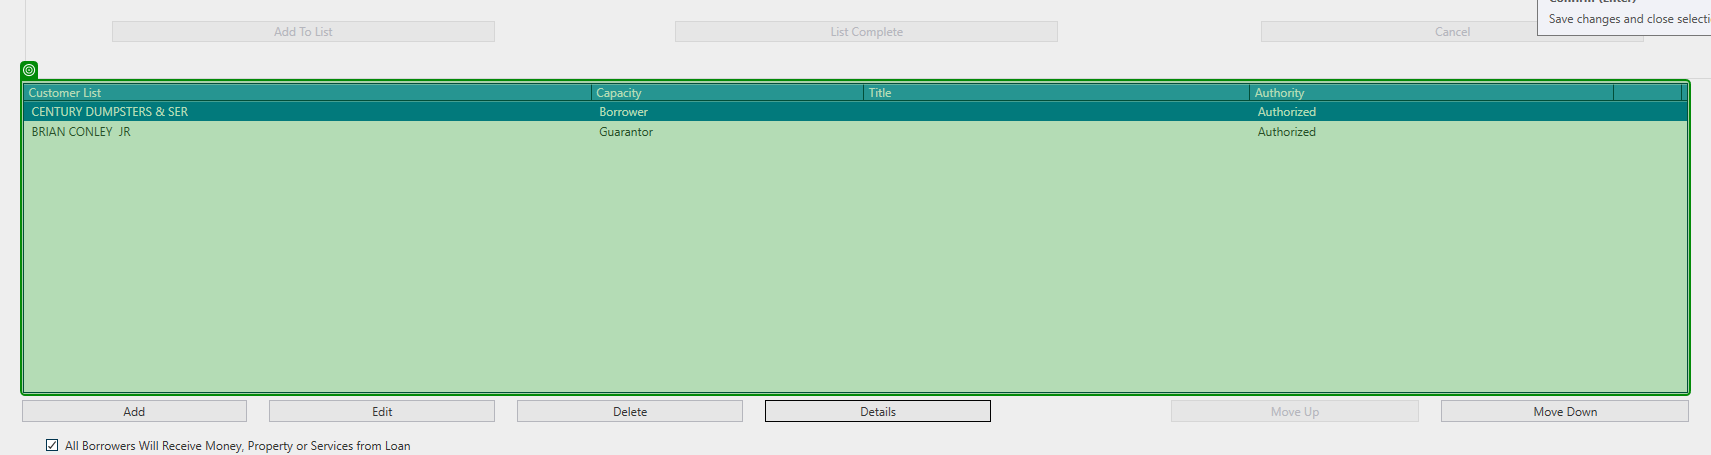 Save changes and close selecti
Add To List
List Complete
Cancel
Customer List Capacity Title Authority
CENTURY DUMPSTERS & SER Borrower Authorized
BRIAN CONLEY  JR Guarantor Authorized
Add Edit Delete Details Move Up Move Down
All Borrowers Will Receive Money, Property or Services from Loan